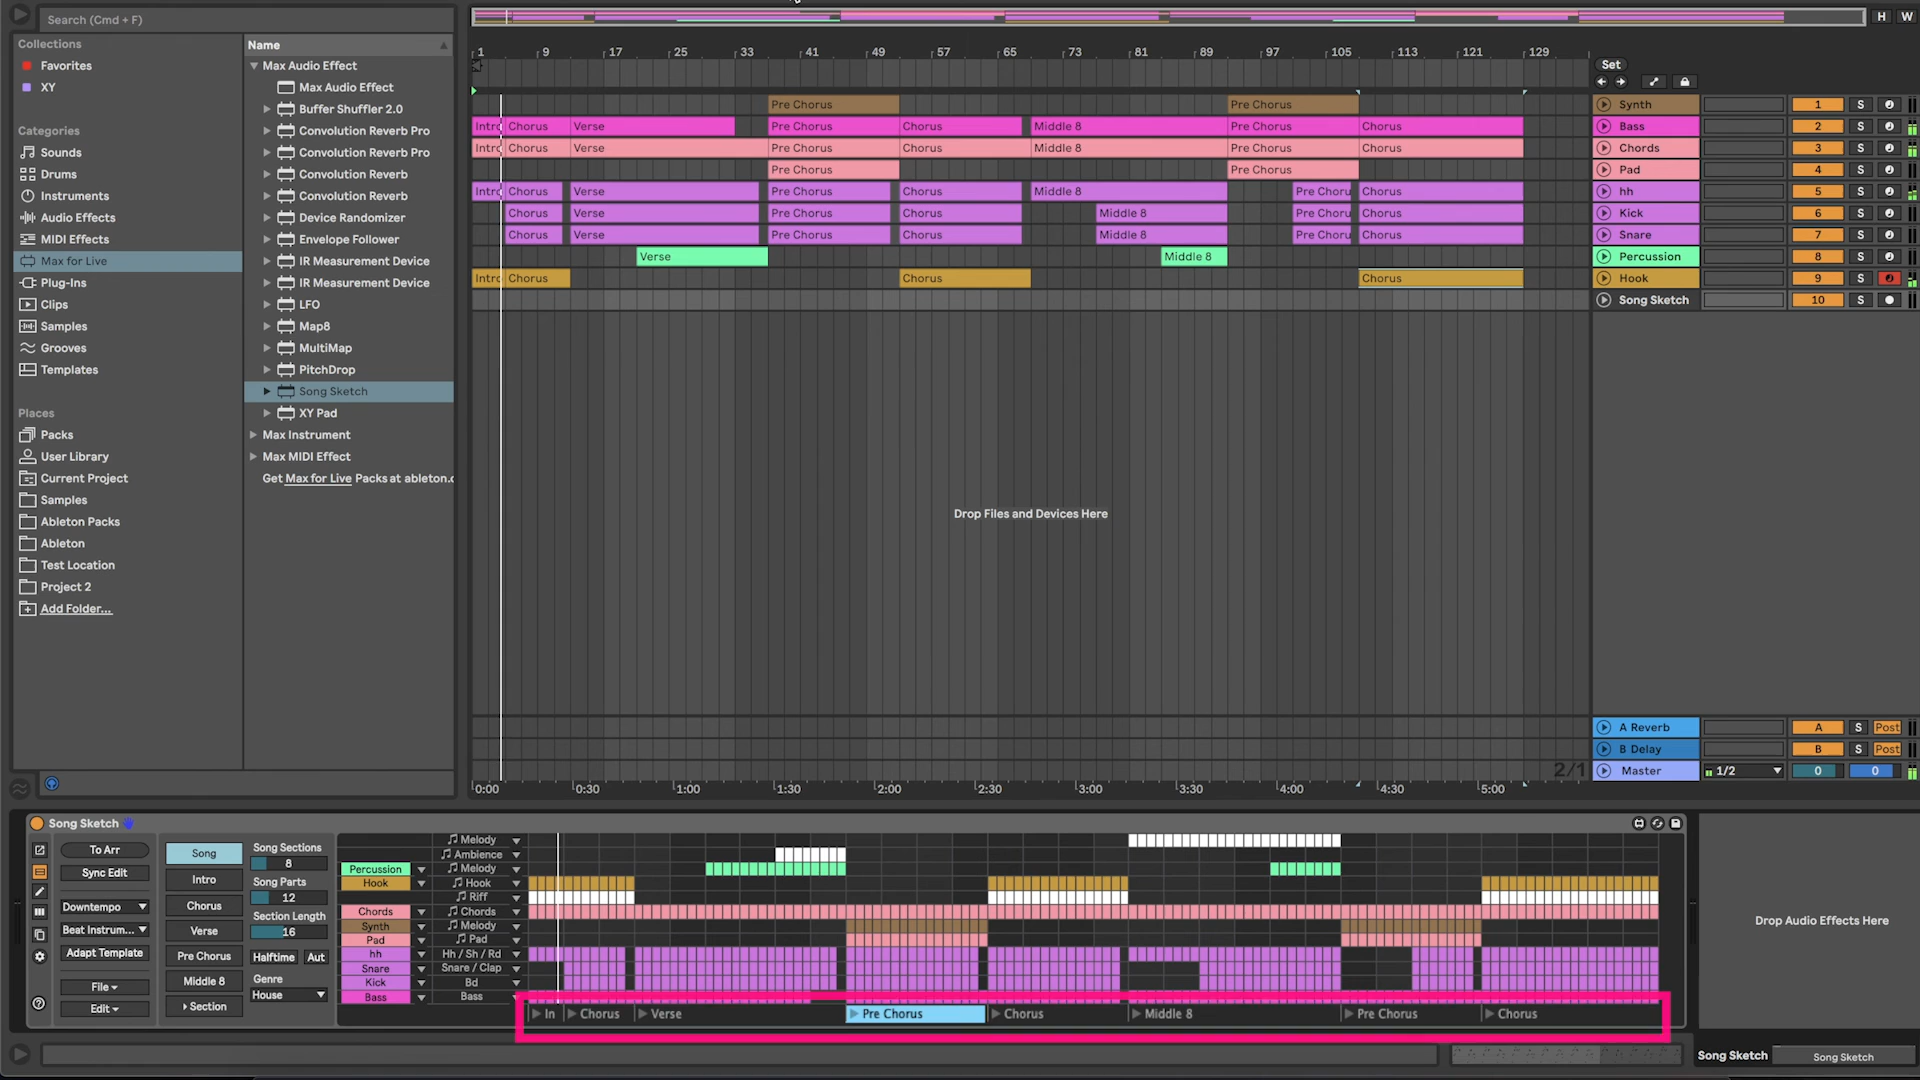 Search (Cmd + F)
Collections
Favorites
XY
Categories
Sounds
Drums
Instruments
Audio Effects
MIDI Effects
Max for Live
Plug-Ins
Clips
Samples
Grooves
Templates
Places
Packs
User Library
Current Project
Samples
Ableton Packs
Ableton
Test Location
Project 2
Add Folder...
Name
Max Audio Effect
Max Audio Effect
Buffer Shuffler 2.0
Convolution Reverb Pro
Convolution Reverb Pro
Convolution Reverb
Convolution Reverb
Device Randomizer
Envelope Follower
IR Measurement Device
IR Measurement Device
LFO
Map8
MultiMap
PitchDrop
Song Sketch
XY Pad
Max Instrument
Max MIDI Effect
Get Max for Live Packs at ableton.c
H W
1 9 17 25 33 41 49 57 65 73 81 89 97 105 113 121 129
Set
Pre Chorus Pre Chorus Synth 1 S
Intro Chorus Verse Pre Chorus Chorus Middle 8 Pre Chorus Chorus Bass 2 S
Intro Chorus Verse Pre Chorus Chorus Middle 8 Pre Chorus Chorus Chords 3 S
Pre Chorus Pre Chorus Pad 4 S
Intro Chorus Verse Pre Chorus Chorus Middle 8 Pre Choru Chorus hh 5 S
Chorus Verse Pre Chorus Chorus Middle 8 Pre Choru Chorus Kick 6 S
Chorus Verse Pre Chorus Chorus Middle 8 Pre Choru Chorus Snare 7 S
Verse Middle 8 Percussion 8 S
Intro Chorus Chorus Chorus Hook 9 S
Song Sketch 10 S
Drop Files and Devices Here
A Reverb A S Post
B Delay B S Post
2/1 Master 1/2 0 0
0:00 0:30 1:00 1:30 2:00 2:30 3:00 3:30 4:00 4:30 5:00
Song Sketch
To Arr
Sync Edit
Downtempo
Beat Instrum...
Adapt Template
File
Edit
Song
Intro
Chorus
Verse
Pre Chorus
Middle 8
Section
Song Sections
8
Song Parts
12
Section Length
16
Halftime Aut
Genre
House
Melody
Ambience
Percussion Melody
Hook Hook
Riff
Chords Chords
Synth Melody
Pad Pad
hh Hh / Sh / Rd
Snare Snare / Clap
Kick Bd
Bass Bass
In Chorus Verse Pre Chorus Chorus Middle 8 Pre Chorus Chorus
Drop Audio Effects Here
Song Sketch Song Sketch